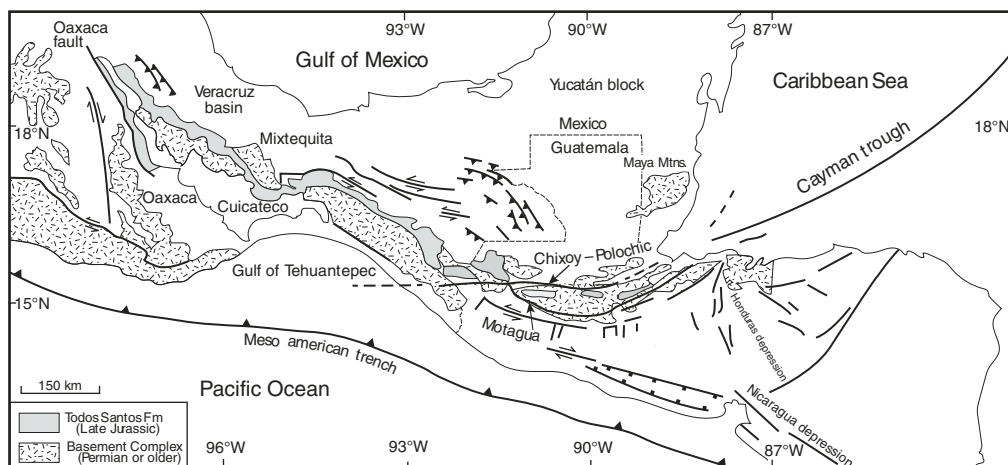 93°W
90°W
87°W
Oaxaca
fault
Gulf of Mexico
Caribbean Sea
Veracruz
basin
Yucatán block
Mixtequita
Mexico
Guatemala
18°N
18°N
Maya Mtns.
Cayman trough
Oaxaca
Cuicateco
Chixoy–Polochic
Gulf of Tehuantepec
15°N
Motagua
Honduras depression
Meso american trench
150 km
Pacific Ocean
Nicaragua depression
Todos Santos Fm
(Late Jurassic)
Basement Complex
(Permian or older)
96°W
93°W
90°W
87°W